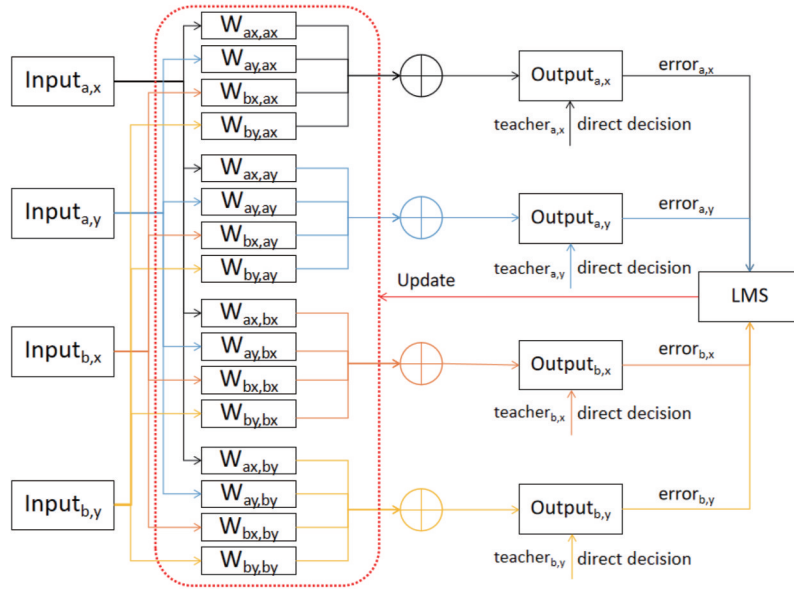 W_ax,ax
W_ay,ax
W_bx,ax
W_by,ax
W_ax,ay
W_ay,ay
W_bx,ay
W_by,ay
W_ax,bx
W_ay,bx
W_bx,bx
W_by,bx
W_ax,by
W_ay,by
W_bx,by
W_by,by
Input_a,x
Input_a,y
Input_b,x
Input_b,y
Output_a,x
error_a,x
teacher_a,x direct decision
Output_a,y
error_a,y
teacher_a,y direct decision
Update
LMS
Output_b,x
error_b,x
teacher_b,x direct decision
Output_b,y
error_b,y
teacher_b,y direct decision